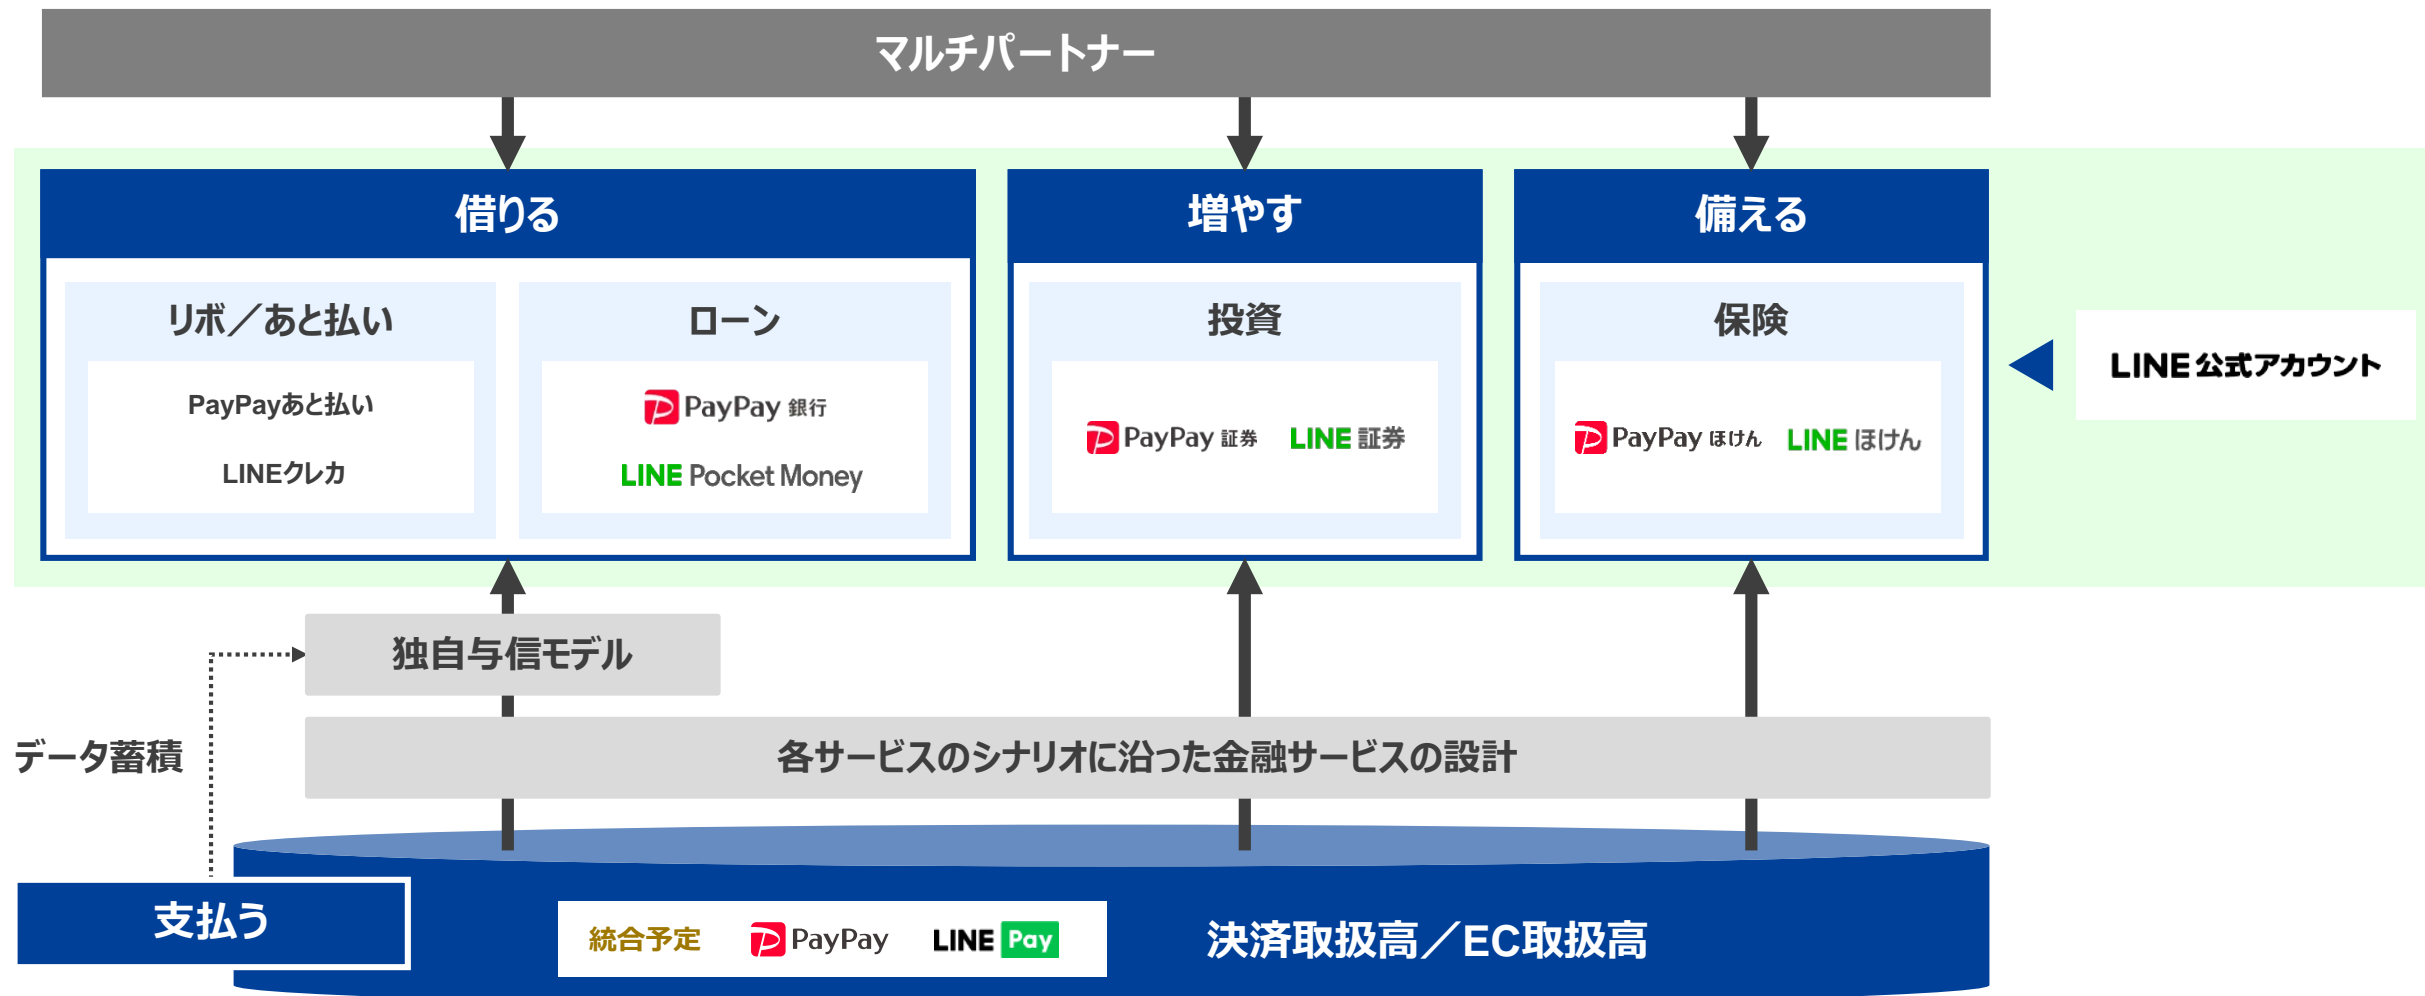 マルチパートナー
借りる
増やす
備える
リボ／あと払い
ローン
投資
保険
PayPayあと払い
LINEクレカ
PayPay 銀行
LINE Pocket Money
PayPay 証券
LINE 証券
PayPay ほけん
LINE ほけん
LINE 公式アカウント
独自与信モデル
データ蓄積
各サービスのシナリオに沿った金融サービスの設計
支払う
統合予定
PayPay
LINE Pay
決済取扱高／EC取扱高